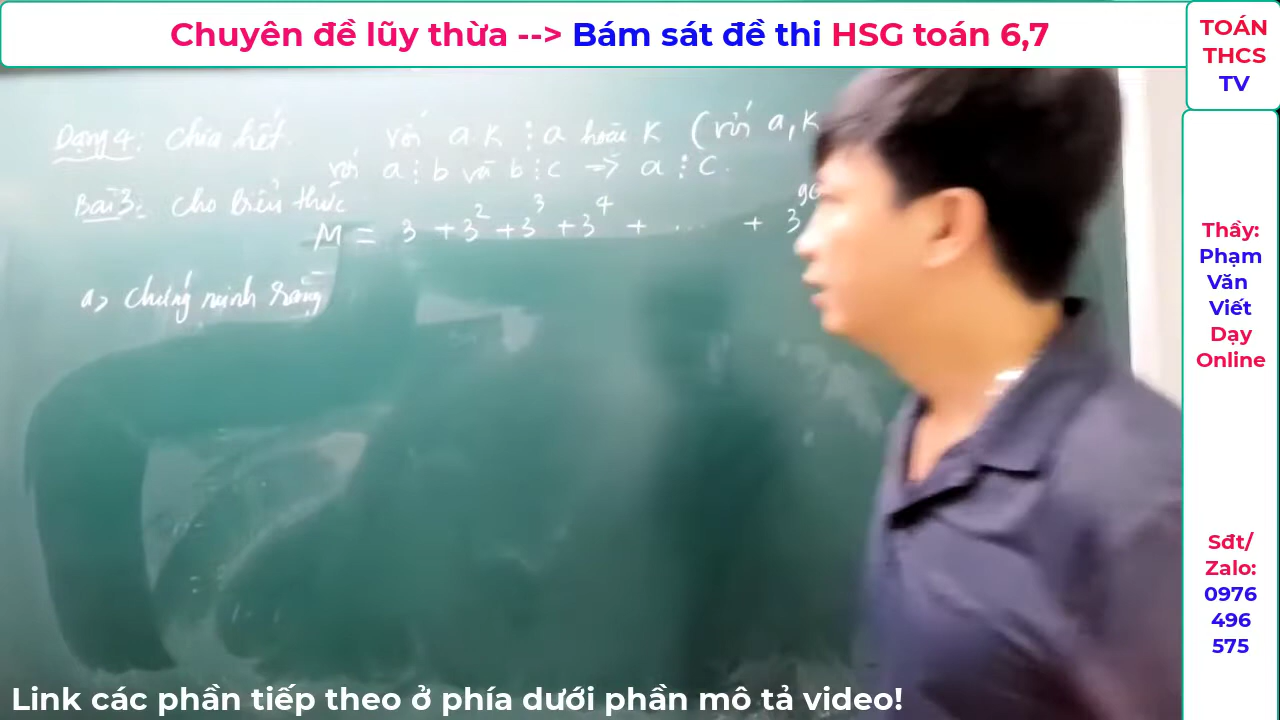 Chuyên đề lũy thừa --> Bám sát đề thi HSG toán 6,7
TOÁN
THCS
TV
Dạng 4: Chia hết.
với a.k ⋮ a hoặc k (với a, k
với a ⋮ b và b ⋮ c => a ⋮ c.
Bài 3: Cho biểu thức
M = 3 + 3² + 3³ + 3⁴ + ... + 3
a, Chứng minh rằng
Thầy:
Phạm
Văn
Viết
Dạy
Online
Sđt/
Zalo:
0976
496
575
Link các phần tiếp theo ở phía dưới phần mô tả video!